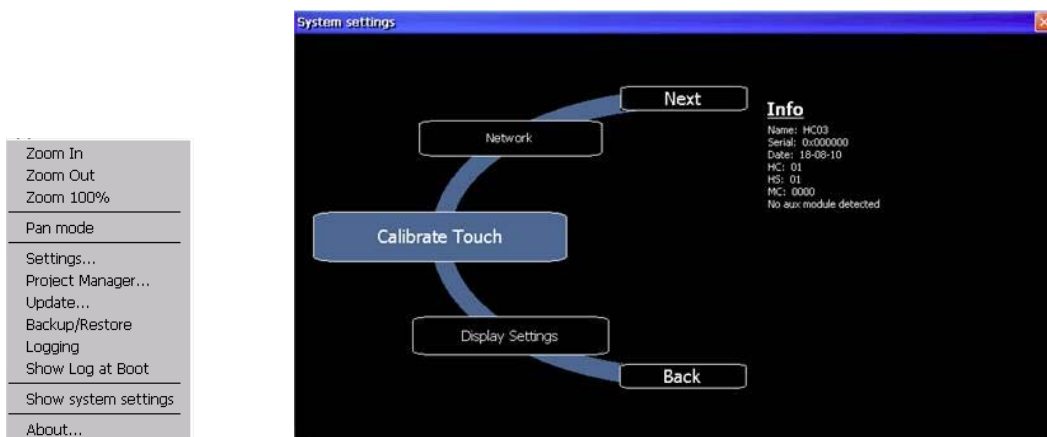 Zoom In
Zoom Out
Zoom 100%
Pan mode
Settings...
Project Manager...
Update...
Backup/Restore
Logging
Show Log at Boot
Show system settings
About...
System settings
Next
Network
Calibrate Touch
Display Settings
Back
Info
Name: HC03
Serial: 0x000000
Date: 18-08-10
HC: 01
HS: 01
MC: 0000
No aux module detected